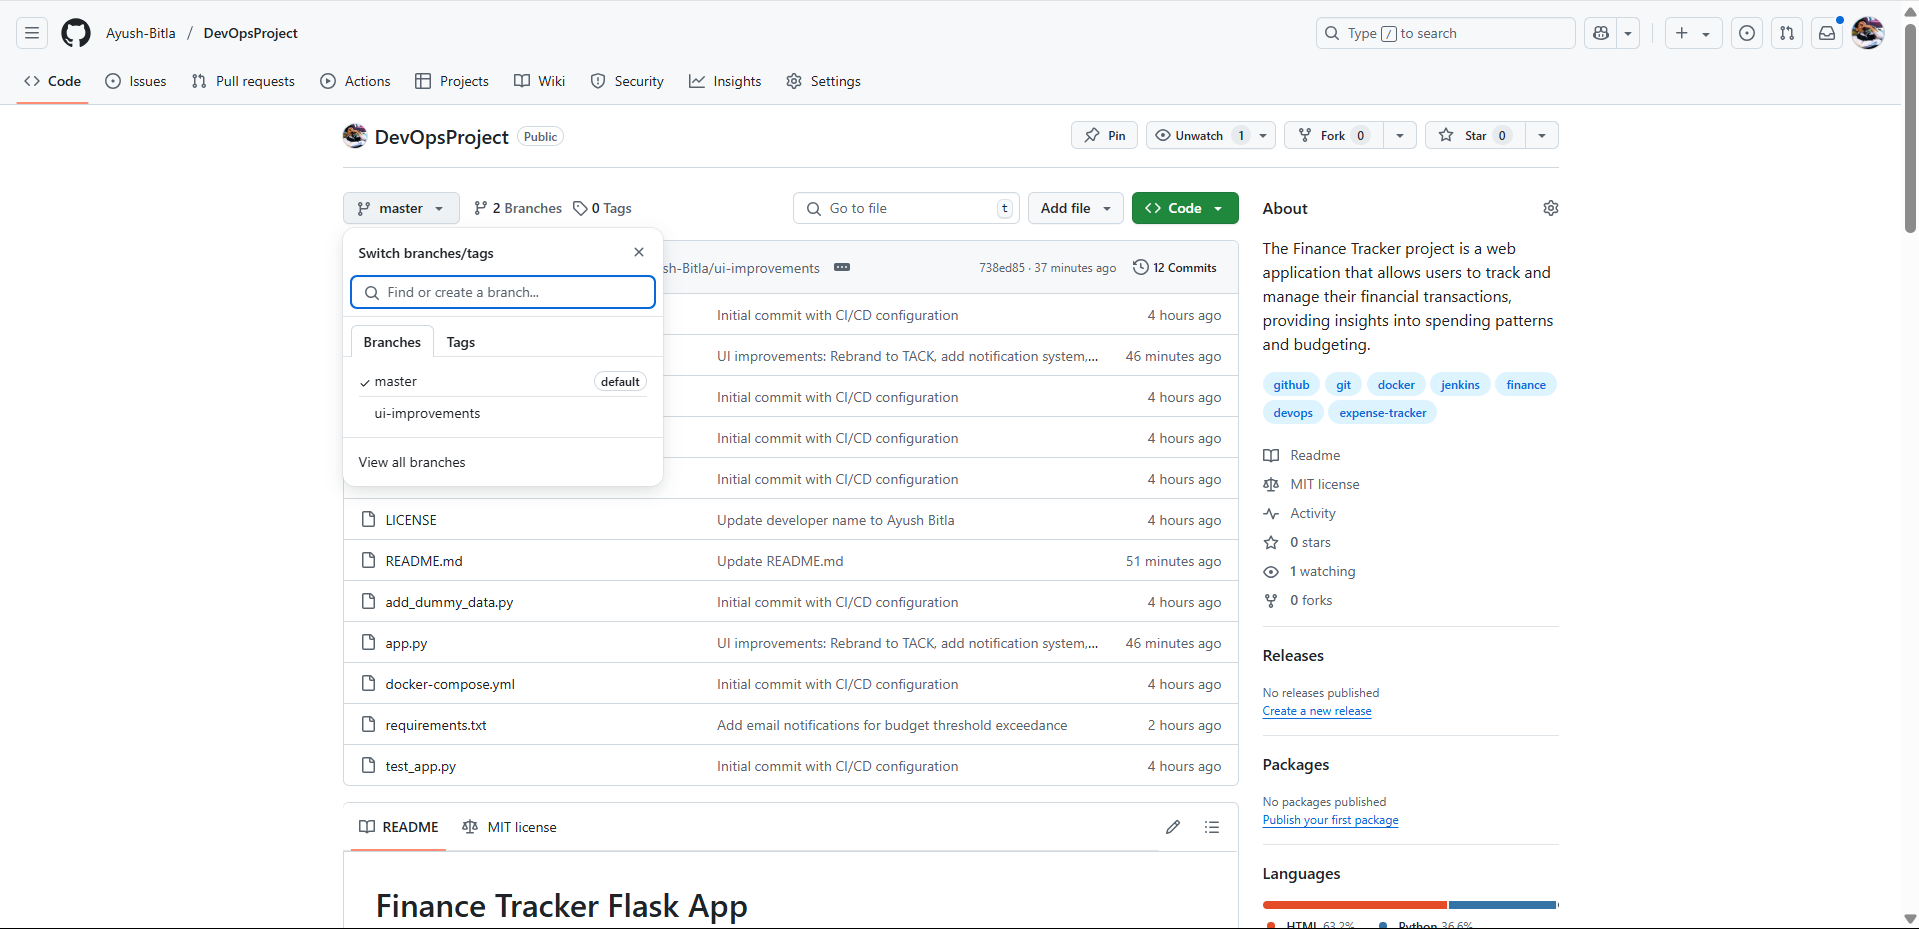 Ayush-Bitla / DevOpsProject
Type / to search
Code Issues Pull requests Actions Projects Wiki Security Insights Settings
DevOpsProject Public
Pin Unwatch 1 Fork 0 Star 0
master 2 Branches 0 Tags Go to file t Add file Code
Switch branches/tags
Find or create a branch...
Branches Tags
master default
ui-improvements
View all branches
sh-Bitla/ui-improvements 738ed85 · 37 minutes ago 12 Commits
Initial commit with CI/CD configuration 4 hours ago
UI improvements: Rebrand to TACK, add notification system,... 46 minutes ago
Initial commit with CI/CD configuration 4 hours ago
Initial commit with CI/CD configuration 4 hours ago
Initial commit with CI/CD configuration 4 hours ago
LICENSE Update developer name to Ayush Bitla 4 hours ago
README.md Update README.md 51 minutes ago
add_dummy_data.py Initial commit with CI/CD configuration 4 hours ago
app.py UI improvements: Rebrand to TACK, add notification system,... 46 minutes ago
docker-compose.yml Initial commit with CI/CD configuration 4 hours ago
requirements.txt Add email notifications for budget threshold exceedance 2 hours ago
test_app.py Initial commit with CI/CD configuration 4 hours ago
README MIT license
Finance Tracker Flask App
About
The Finance Tracker project is a web
application that allows users to track and
manage their financial transactions,
providing insights into spending patterns
and budgeting.
github git docker jenkins finance
devops expense-tracker
Readme
MIT license
Activity
0 stars
1 watching
0 forks
Releases
No releases published
Create a new release
Packages
No packages published
Publish your first package
Languages
HTML 63.2% Python 36.6%